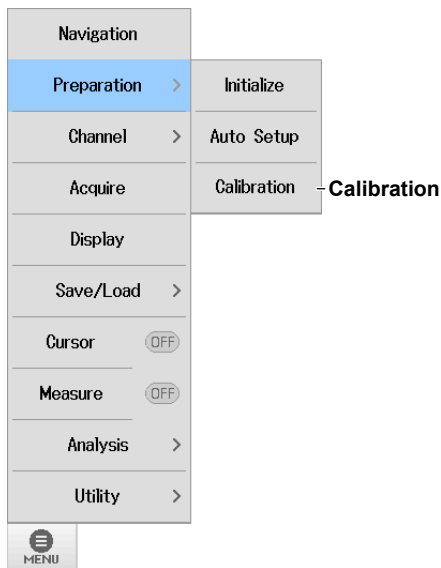 Navigation
Preparation
Channel
Acquire
Display
Save/Load
Cursor OFF
Measure OFF
Analysis
Utility
MENU
Initialize
Auto Setup
Calibration
Calibration